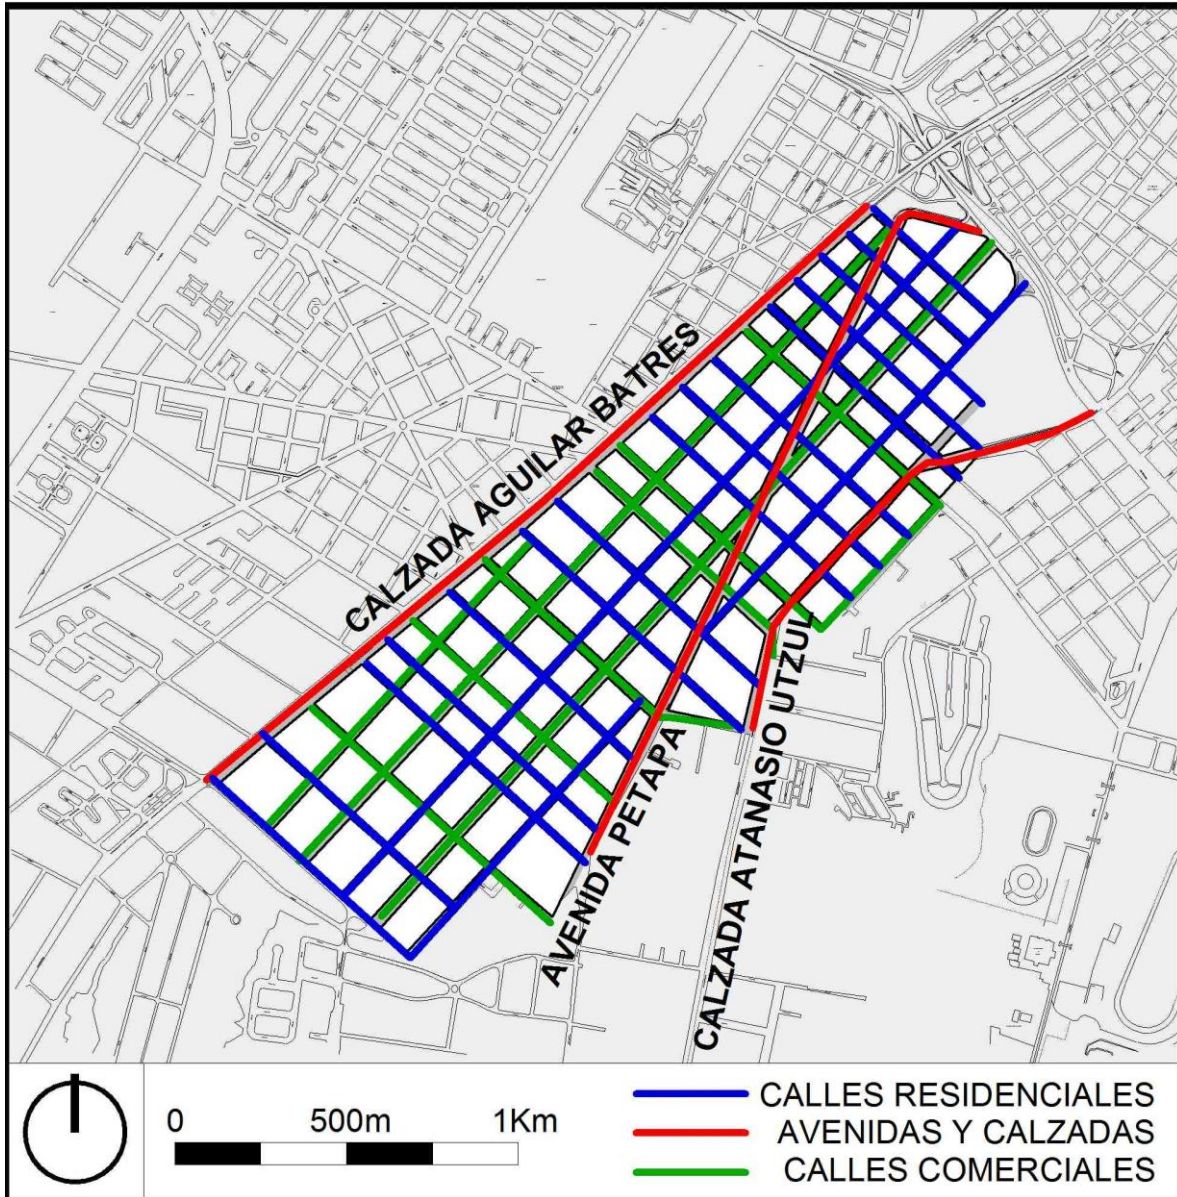 CALZADA AGUILAR BATRES
AVENIDA PETAPA
CALZADA ATANASIO UTZUL
0 500m 1Km
CALLES RESIDENCIALES
AVENIDAS Y CALZADAS
CALLES COMERCIALES